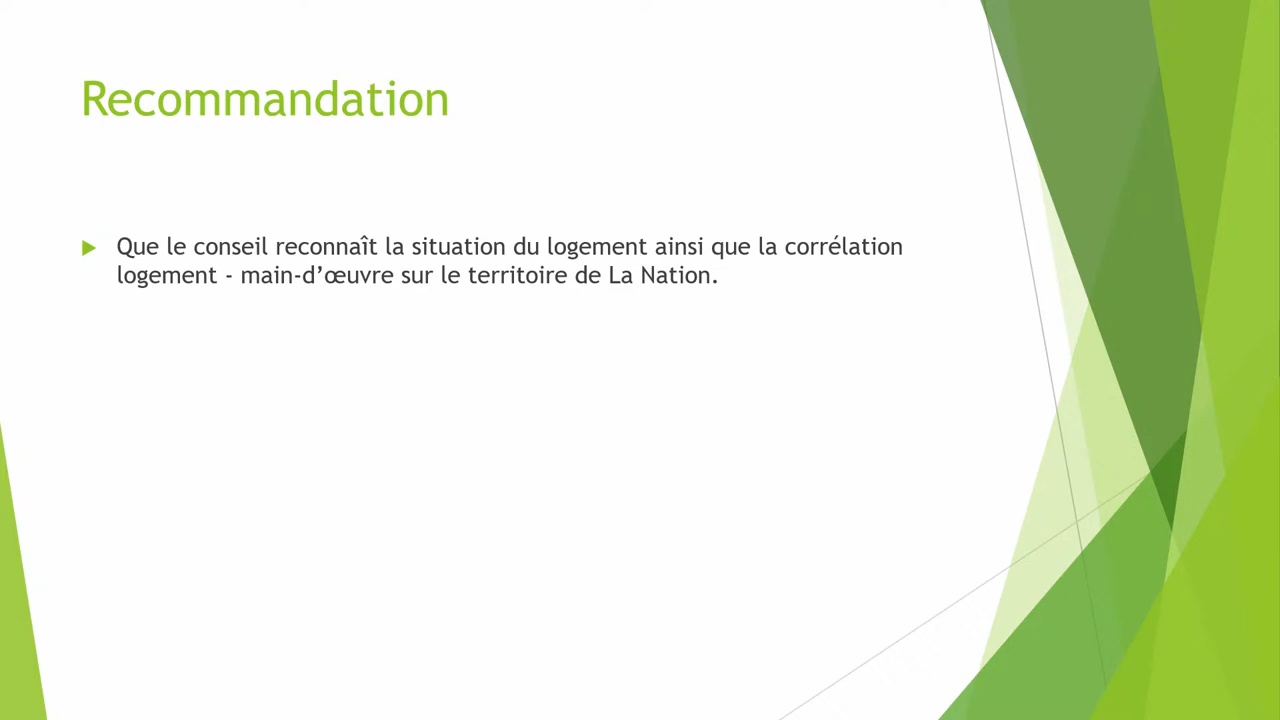 Recommandation
Que le conseil reconnaît la situation du logement ainsi que la corrélation
logement - main-d’œuvre sur le territoire de La Nation.